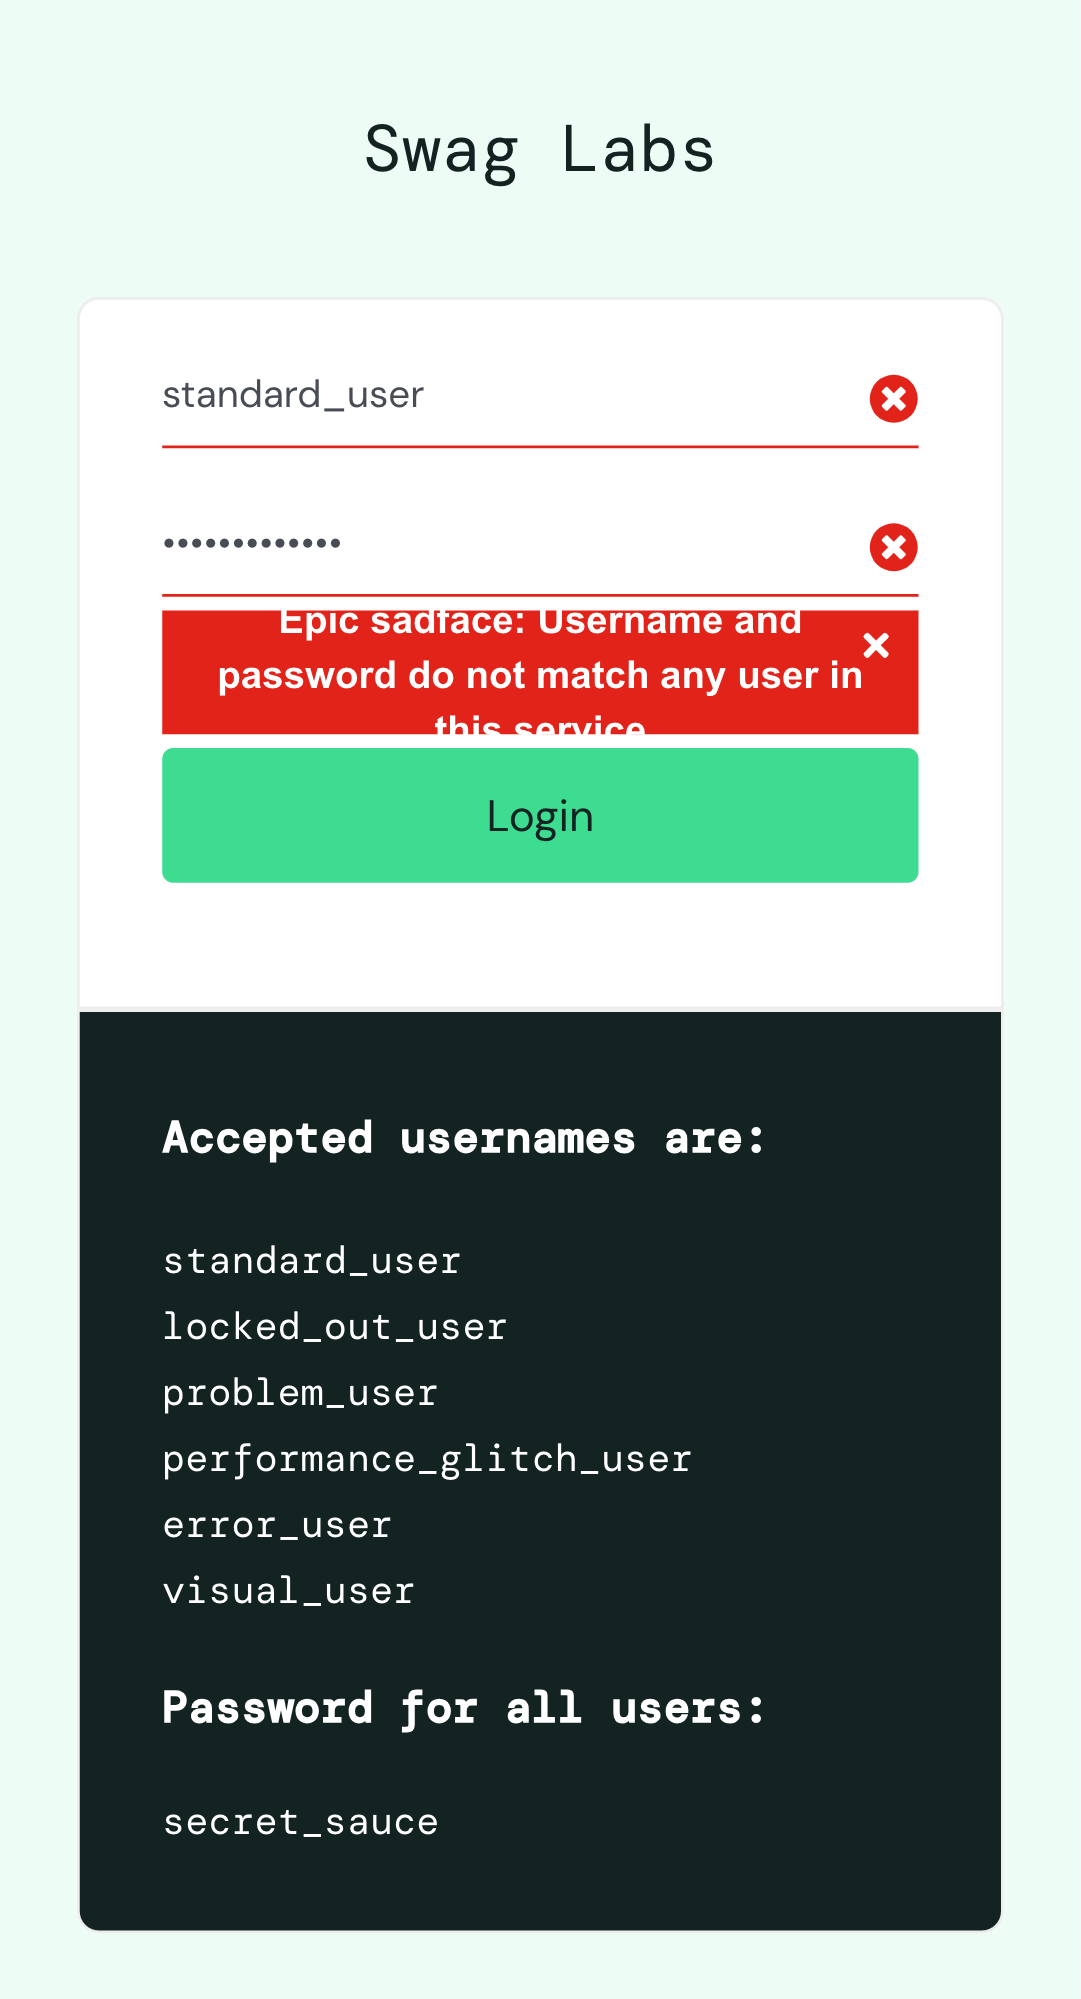 Swag Labs
standard_user
•••••••••••••
Epic sadface: Username and
password do not match any user in
this service
Login
Accepted usernames are:
standard_user
locked_out_user
problem_user
performance_glitch_user
error_user
visual_user
Password for all users:
secret_sauce